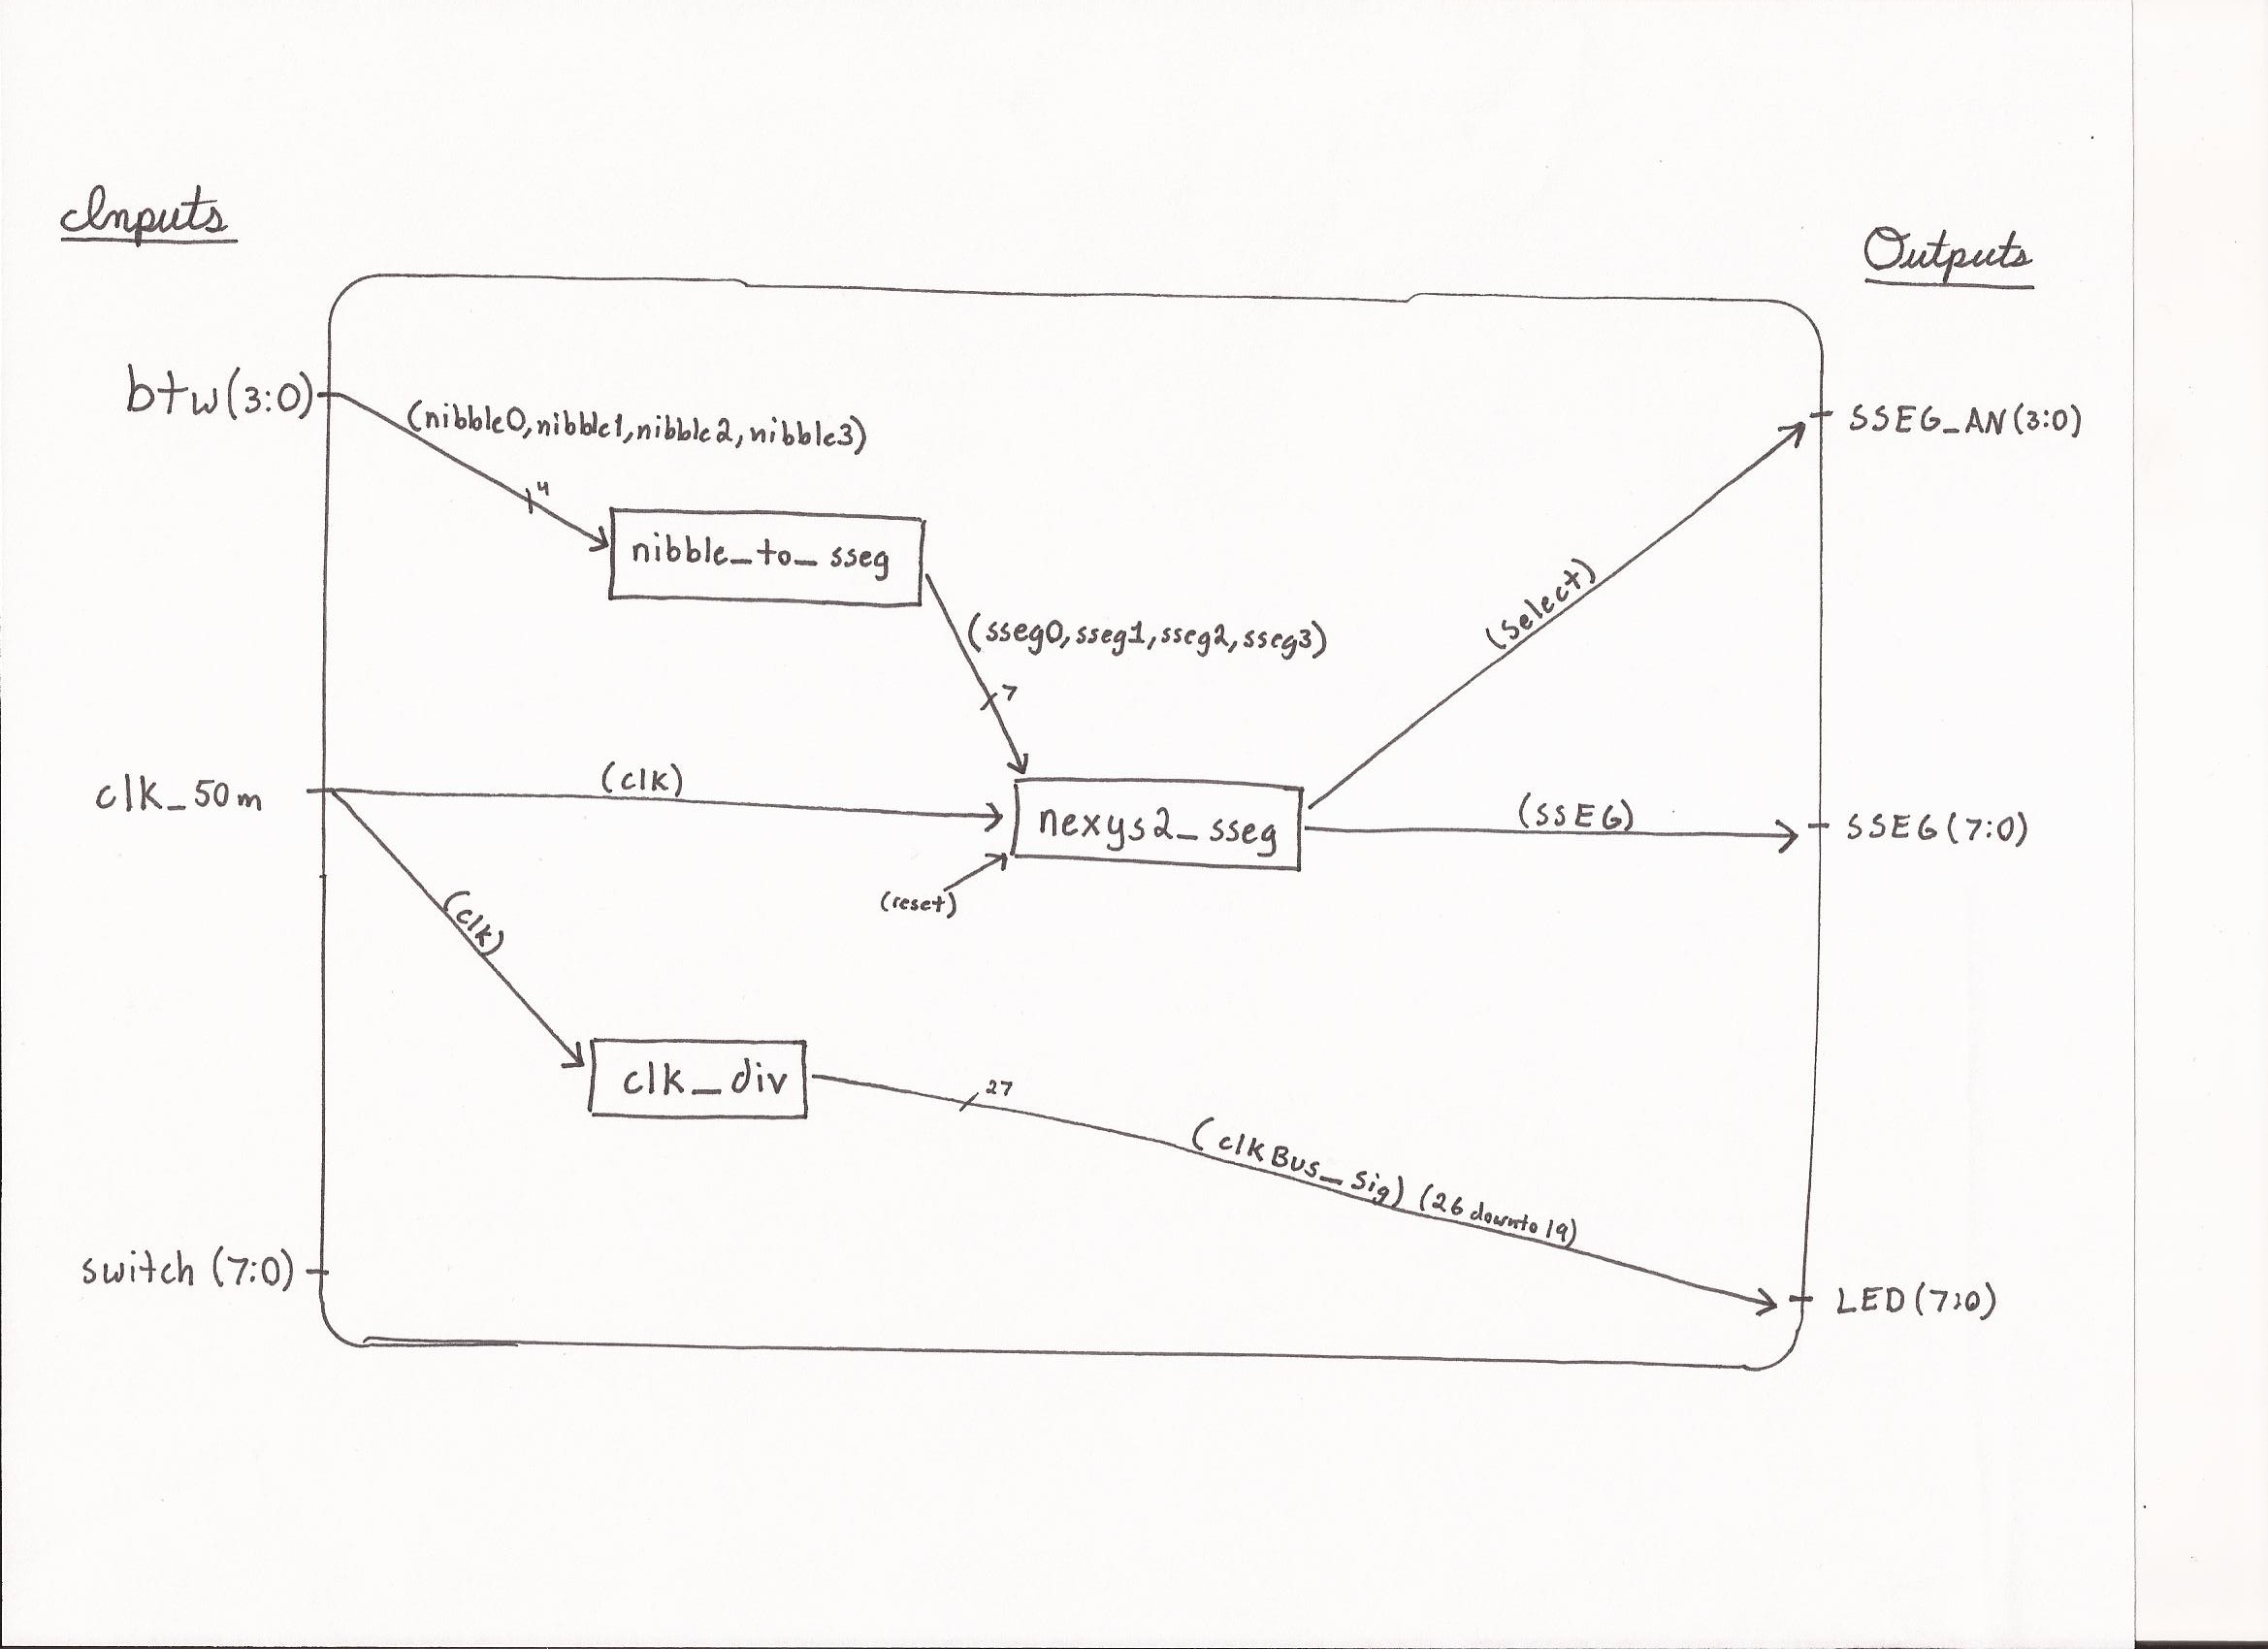 Inputs
Outputs
btw(3:0)
(nibble0,nibble1,nibble2,nibble3)
4
SSEG_AN(3:0)
nibble_to_sseg
(select)
(sseg0,sseg1,sseg2,sseg3)
7
clk_50m
(clk)
nexys2_sseg
(SSEG)
SSEG(7:0)
(reset)
(clk)
clk_div
27
(clkBus_sig) (26 downto 19)
switch (7:0)
LED(7:0)